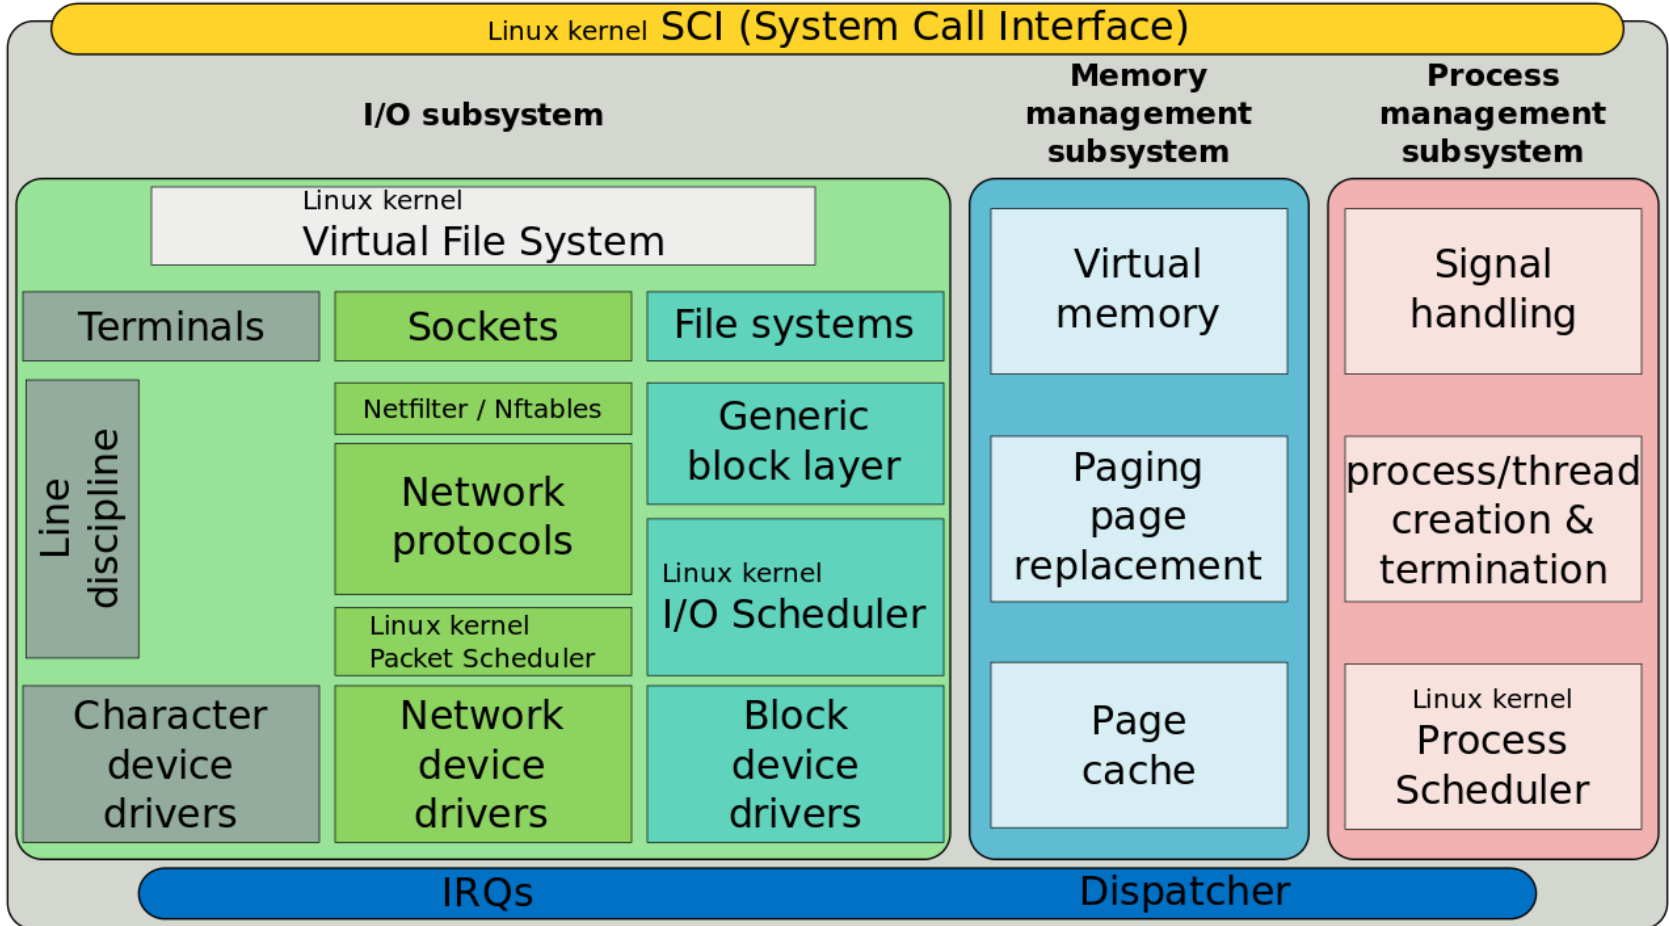 Linux kernel SCI (System Call Interface)
I/O subsystem
Memory
management
subsystem
Process
management
subsystem
Linux kernel
Virtual File System
Terminals
Sockets
File systems
Line
discipline
Netfilter / Nftables
Network
protocols
Linux kernel
Packet Scheduler
Generic
block layer
Linux kernel
I/O Scheduler
Character
device
drivers
Network
device
drivers
Block
device
drivers
Virtual
memory
Paging
page
replacement
Page
cache
Signal
handling
process/thread
creation &
termination
Linux kernel
Process
Scheduler
IRQs
Dispatcher